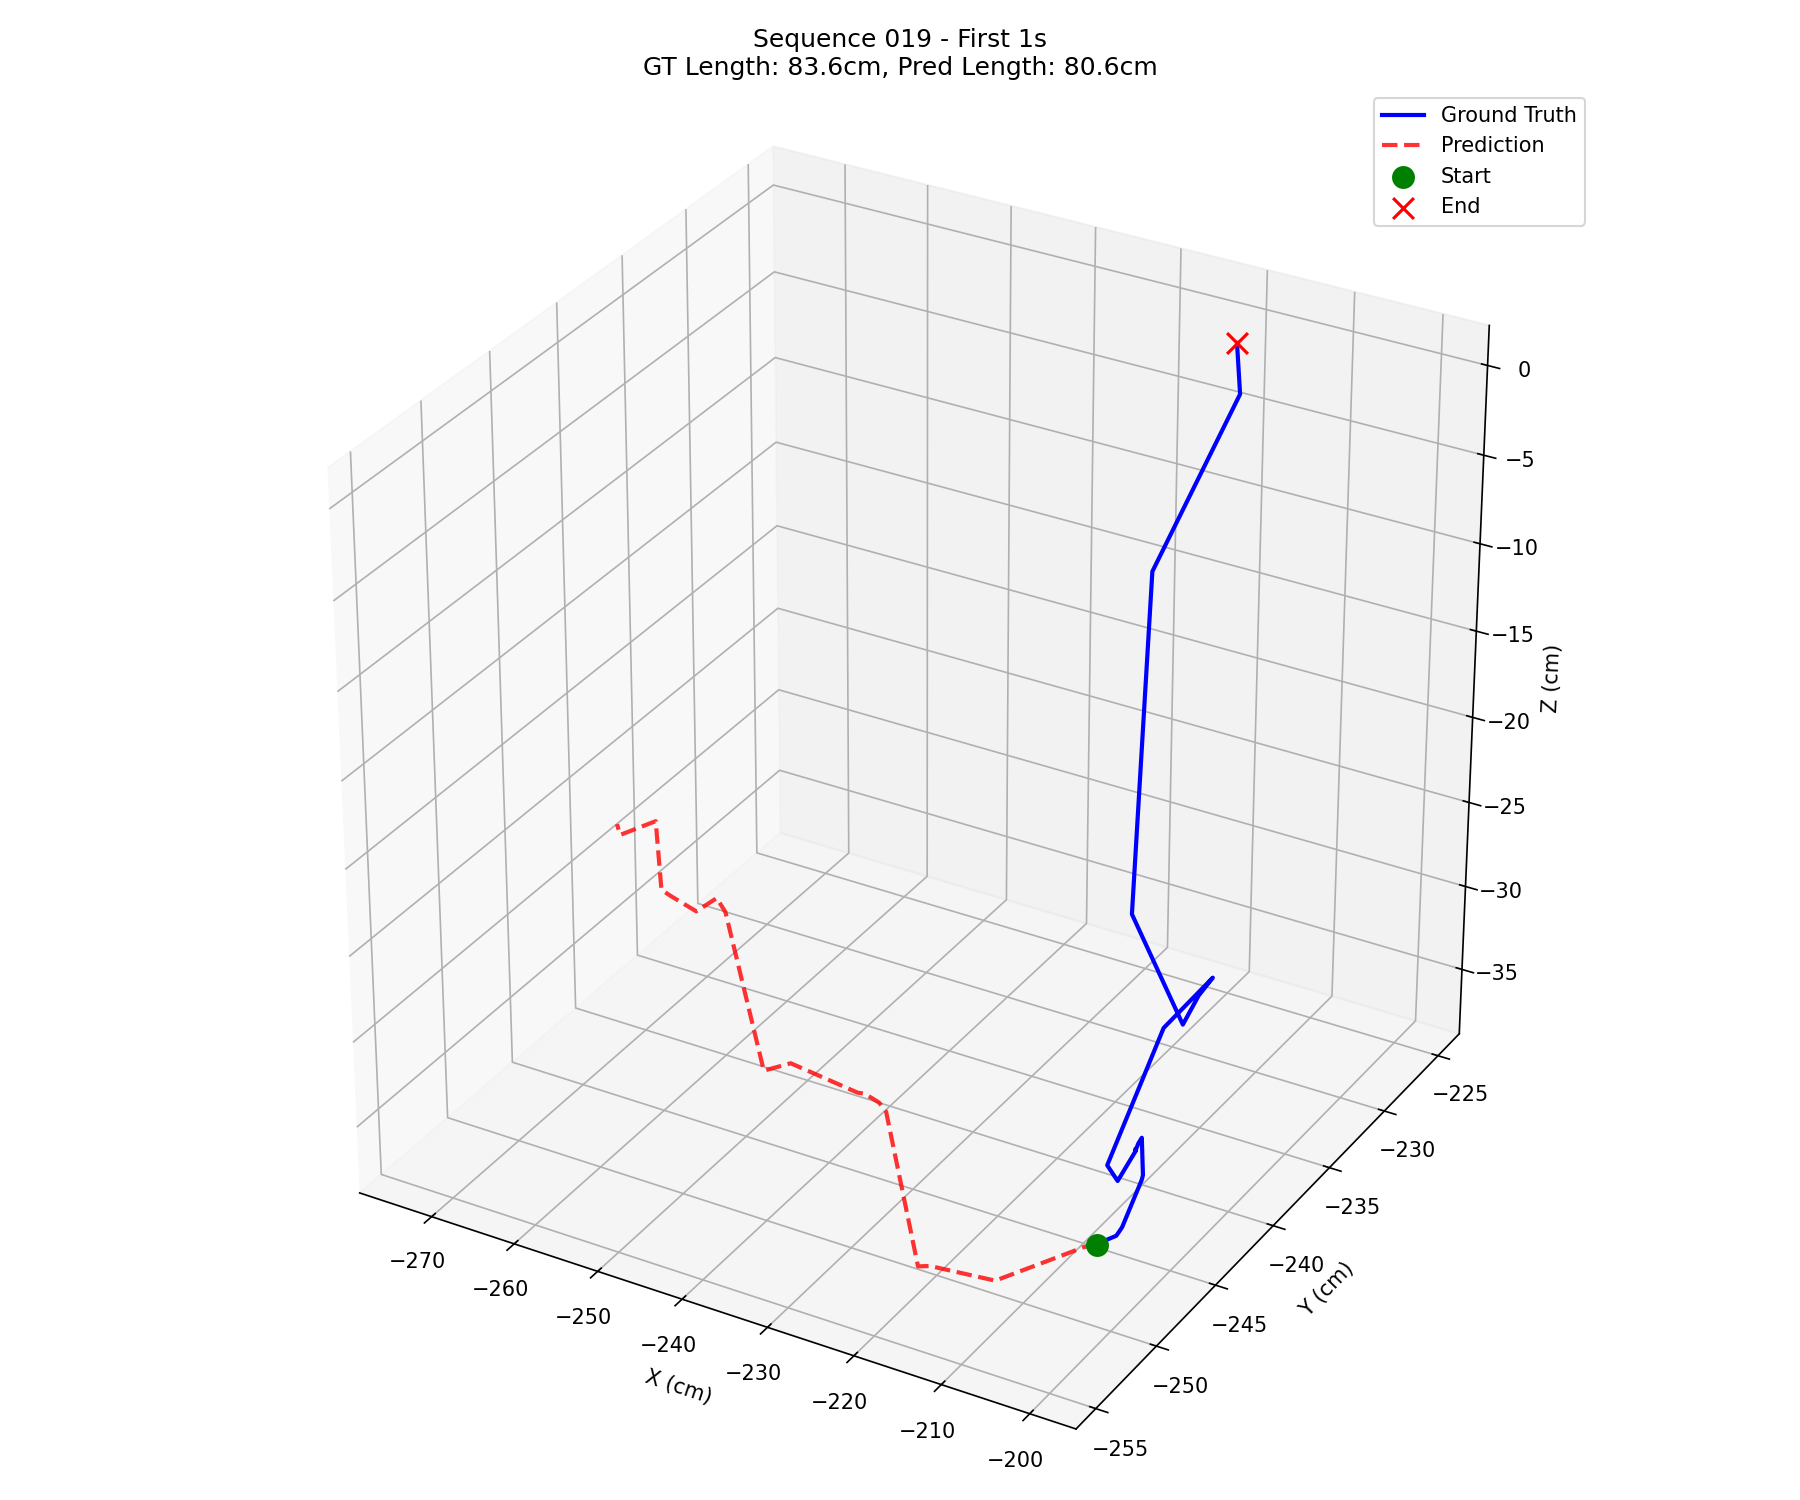 Sequence 019 - First 1s
GT Length: 83.6cm, Pred Length: 80.6cm
Ground Truth
Prediction
Start
End
0
−5
−10
−15
−20
−25
−30
−35
Z (cm)
−225
−230
−235
−240
−245
−250
−255
Y (cm)
−270
−260
−250
−240
−230
−220
−210
−200
X (cm)